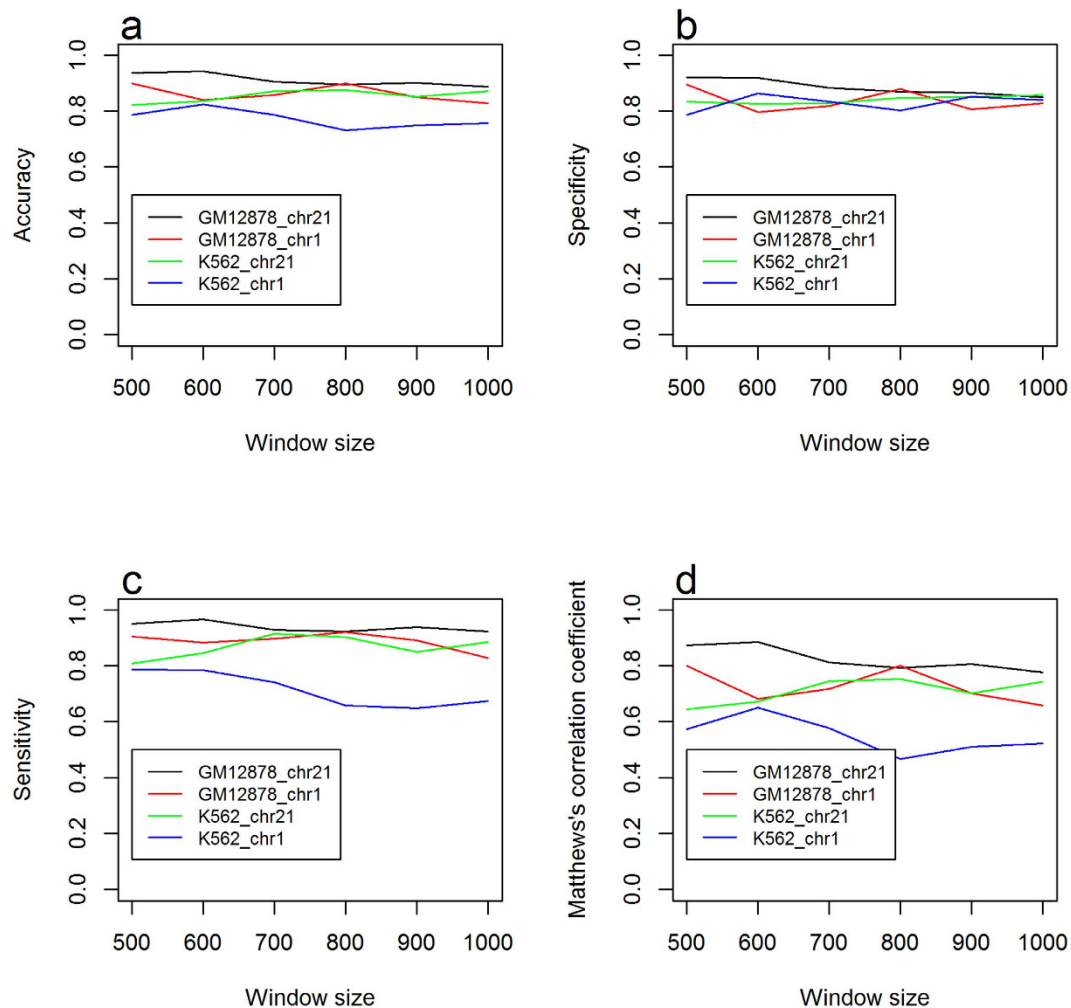 a
Accuracy
1.0
0.8
0.6
0.4
0.2
0.0
GM12878_chr21
GM12878_chr1
K562_chr21
K562_chr1
500 600 700 800 900 1000
Window size
b
Specificity
1.0
0.8
0.6
0.4
0.2
0.0
GM12878_chr21
GM12878_chr1
K562_chr21
K562_chr1
500 600 700 800 900 1000
Window size
c
Sensitivity
1.0
0.8
0.6
0.4
0.2
0.0
GM12878_chr21
GM12878_chr1
K562_chr21
K562_chr1
500 600 700 800 900 1000
Window size
d
Matthews's correlation coefficient
1.0
0.8
0.6
0.4
0.2
0.0
GM12878_chr21
GM12878_chr1
K562_chr21
K562_chr1
500 600 700 800 900 1000
Window size